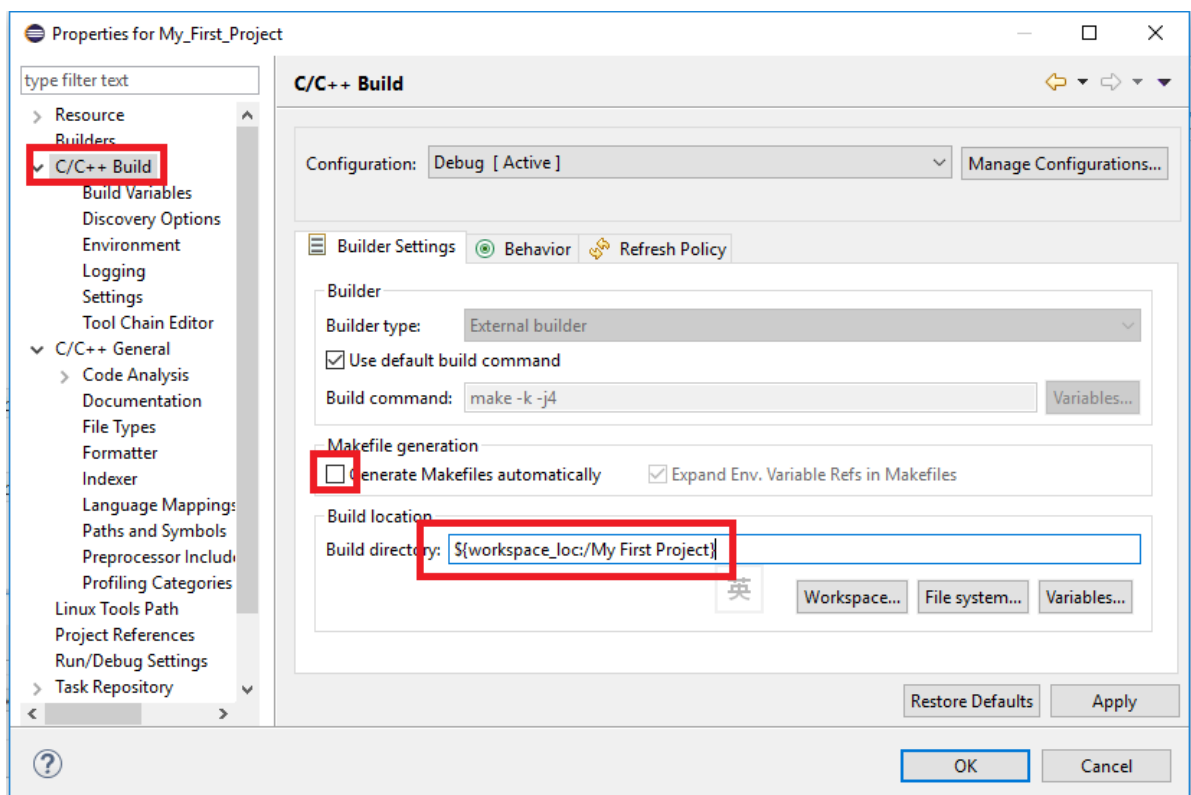 Properties for My_First_Project
type filter text
Resource
Builders
C/C++ Build
Build Variables
Discovery Options
Environment
Logging
Settings
Tool Chain Editor
C/C++ General
Code Analysis
Documentation
File Types
Formatter
Indexer
Language Mappings
Paths and Symbols
Preprocessor Includ
Profiling Categories
Linux Tools Path
Project References
Run/Debug Settings
Task Repository
C/C++ Build
Configuration: Debug [ Active ] Manage Configurations...
Builder Settings Behavior Refresh Policy
Builder
Builder type: External builder
Use default build command
Build command: make -k -j4 Variables...
Makefile generation
Generate Makefiles automatically Expand Env. Variable Refs in Makefiles
Build location
Build directory: ${workspace_loc:/My First Project}
英
Workspace... File system... Variables...
Restore Defaults Apply
? OK Cancel